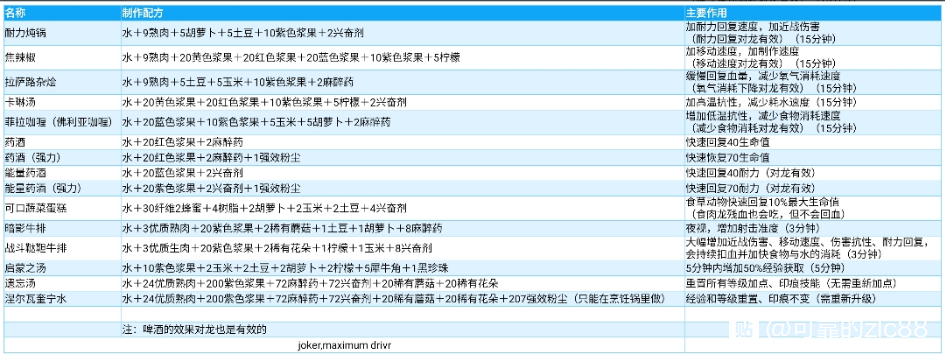 名称 制作配方 主要作用
耐力炖锅 水+9熟肉+5胡萝卜+5土豆+10紫色浆果+2兴奋剂 加耐力回复速度,加近战伤害
(耐力回复对龙有效)(15分钟)
焦辣椒 水+9熟肉+20黄色浆果+20红色浆果+20蓝色浆果+10紫色浆果+5柠檬 加移动速度,加制作速度
(移动速度对龙有效)(15分钟)
拉萨路杂烩 水+9熟肉+5土豆+5玉米+10紫色浆果+2麻醉药 缓慢回复血量,减少氧气消耗速度
(氧气消耗下降对龙有效)(15分钟)
卡琳汤 水+20黄色浆果+20红色浆果+10紫色浆果+5柠檬+2兴奋剂 加高温抗性,减少耗水速度(15分钟)
菲拉咖喱(佛利亚咖喱) 水+20蓝色浆果+10紫色浆果+5玉米+5胡萝卜+2麻醉药 增加低温抗性,减少食物消耗速度
(减少食物消耗对龙有效)(15分钟)
药酒 水+20红色浆果+2麻醉药 快速回复40生命值
药酒(强力) 水+20红色浆果+2麻醉药+1强效粉尘 快速恢复70生命值
能量药酒 水+20蓝色浆果+2兴奋剂 快速回复40耐力(对龙有效)
能量药酒(强力) 水+20紫色浆果+2兴奋剂+1强效粉尘 快速回复70耐力(对龙有效)
可口蔬菜蛋糕 水+30纤维2蜂蜜+4树脂+2胡萝卜+2玉米+2土豆+4兴奋剂 食草动物快速回复10%最大生命值
(食肉龙残血也会吃,但不会回血)
暗影牛排 水+3优质熟肉+20紫色浆果+2稀有蘑菇+1土豆+1胡萝卜+8麻醉药 夜视,增加射击准度(3分钟)
战斗鞑靼牛排 水+3优质生肉+20紫色浆果+2稀有花朵+1柠檬+1玉米+8兴奋剂 大幅增加近战伤害、移动速度、伤害抗性、耐力回复,
会持续扣血并加快食物与水的消耗(3分钟)
启蒙之汤 水+10紫色浆果+2玉米+2土豆+2胡萝卜+2柠檬+5犀牛角+1黑珍珠 5分钟内增加50%经验获取(5分钟)
遗忘汤 水+24优质熟肉+200紫色浆果+72麻醉药+72兴奋剂+20稀有蘑菇+20稀有花朵 重置所有等级加点、印痕技能(无需重新加点)
涅尔瓦奎宁水 水+24优质熟肉+200紫色浆果+72麻醉药+72兴奋剂+20稀有蘑菇+20稀有花朵+207强效粉尘(只能在烹饪锅里做) 经验和等级重置、印痕不变(需重新升级)
注:啤酒的效果对龙也是有效的
joker,maximum drivr
贴 @可靠的zlc88